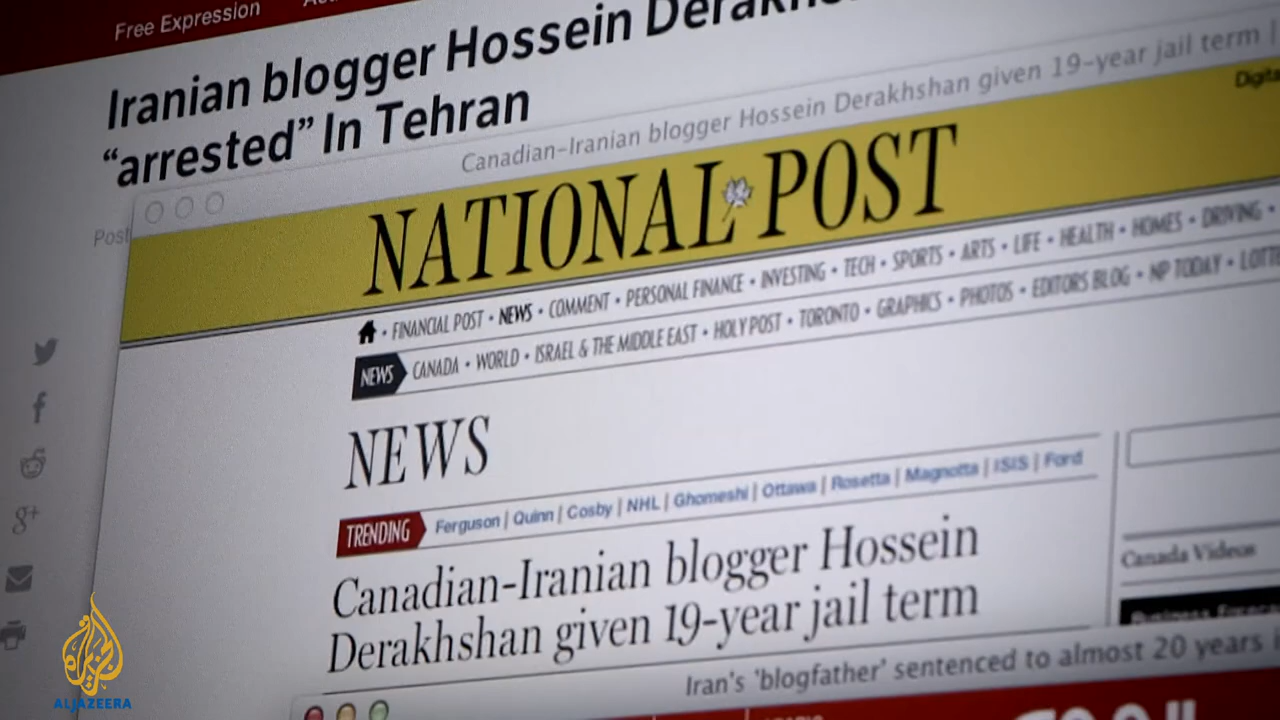 Free Expression
Iranian blogger Hossein
“arrested” In Tehran
Post
Canadian-Iranian blogger Hossein Derakhshan given 19-year jail term |
NATIONAL POST
FINANCIAL POST • NEWS • COMMENT • PERSONAL FINANCE • INVESTING • TECH • SPORTS • ARTS • LIFE • HEALTH • HOMES • DRIVING •
NEWS CANADA • WORLD • ISRAEL & THE MIDDLE EAST • HOLY POST • TORONTO • GRAPHICS • PHOTOS • EDITORS BLOG • NP TODAY •
NEWS
TRENDING Ferguson | Quinn | Cosby | NHL | Ghomeshi | Ottawa | Rosetta | Magnotta | ISIS | Ford
Canadian-Iranian blogger Hossein
Derakhshan given 19-year jail term
Canada Videos
Iran's 'blogfather' sentenced to almost 20 years
الجزيرة
ALJAZEERA